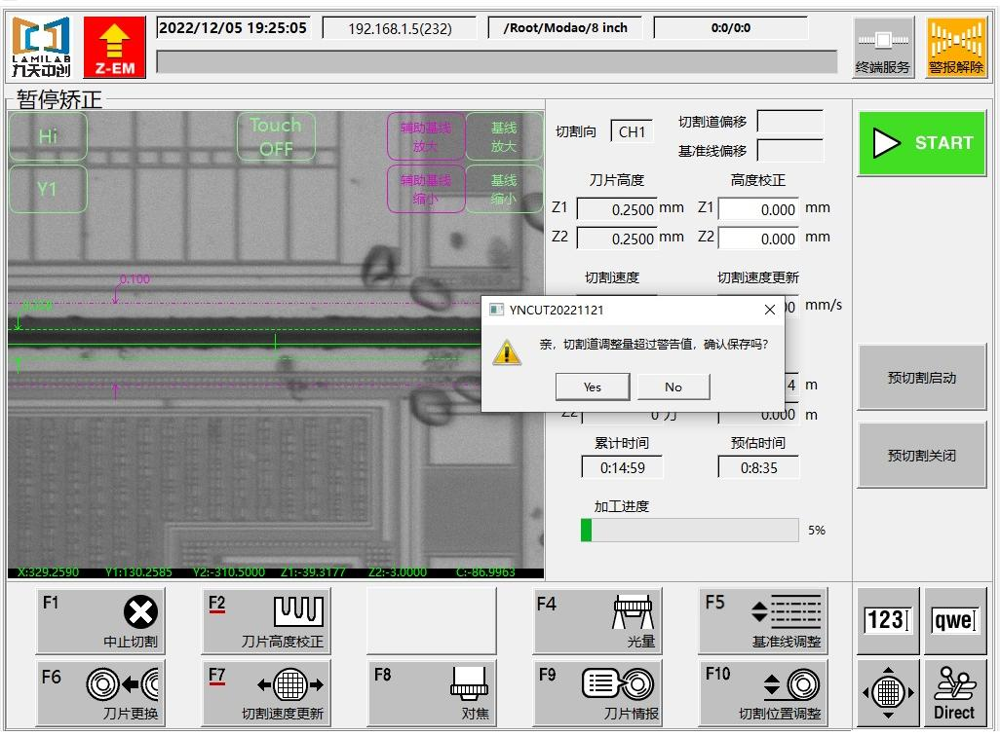 LAMILAB
九天中创
Z-EM
2022/12/05 19:25:05
192.168.1.5(232)
/Root/Modao/8 inch
0:0/0:0
终端服务
警报解除
暂停矫正
Hi
Touch
OFF
辅助基线
放大
基线
放大
Y1
辅助基线
缩小
基线
缩小
0.100
切割向
CH1
切割道偏移
基准线偏移
刀片高度
高度校正
Z1 0.2500 mm
Z1 0.000 mm
Z2 0.2500 mm
Z2 0.000 mm
切割速度
切割速度更新
mm/s
YNCUT20221121
亲，切割道调整量超过警告值，确认保存吗?
Yes
No
4 m
Z2 0 刀
0.000 m
累计时间
预估时间
0:14:59
0:8:35
加工进度
5%
START
预切割启动
预切割关闭
X:329.2590 Y1:130.2585 Y2:-310.5000 Z1:-39.3177 Z2:-3.0000 C:-86.9963
F1
中止切割
F2
刀片高度校正
F4
光量
F5
基准线调整
123
qwe
F6
刀片更换
F7
切割速度更新
F8
对焦
F9
刀片情报
F10
切割位置调整
Direct